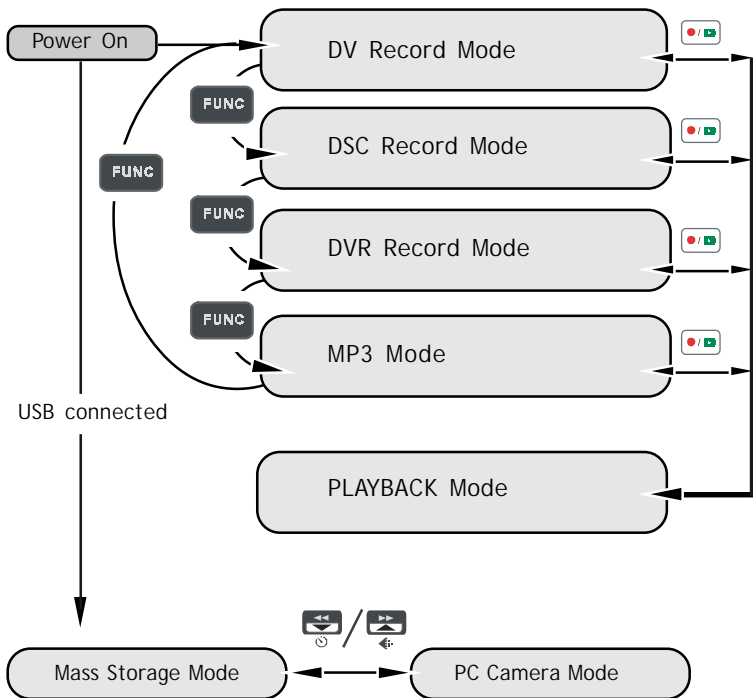 Power On
DV Record Mode
FUNC
DSC Record Mode
FUNC
FUNC
DVR Record Mode
FUNC
MP3 Mode
USB connected
PLAYBACK Mode
Mass Storage Mode
PC Camera Mode